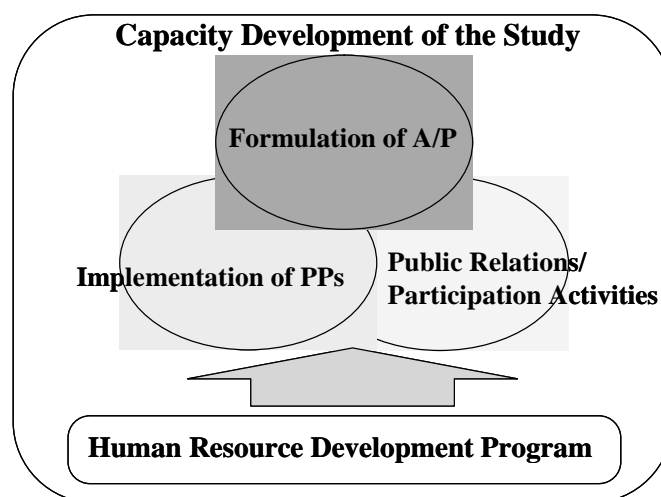 Capacity Development of the Study
Formulation of A/P
Implementation of PPs
Public Relations/
Participation Activities
Human Resource Development Program